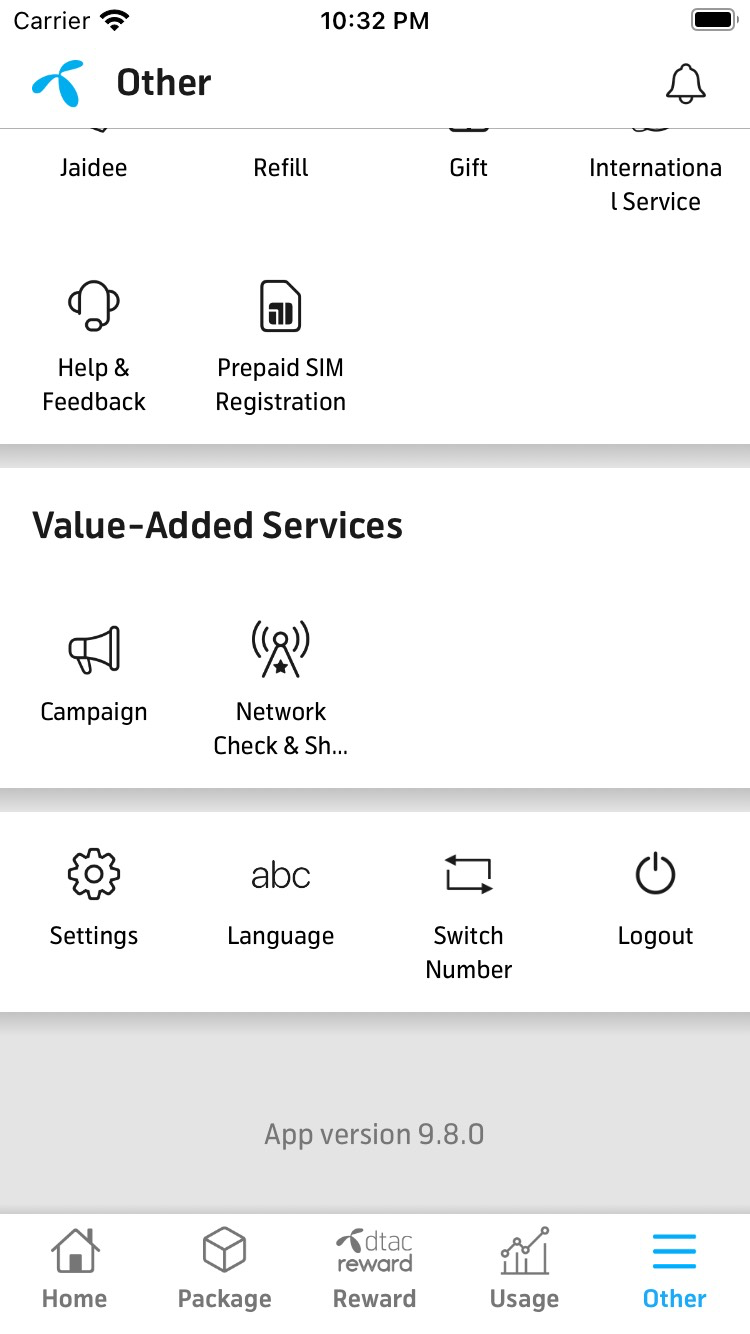 Carrier 10:32 PM
Other
Jaidee Refill Gift Internationa
l Service
Help & Prepaid SIM
Feedback Registration
Value-Added Services
Campaign Network
Check & Sh...
abc
Settings Language Switch Logout
Number
App version 9.8.0
dtac
reward
Home Package Reward Usage Other